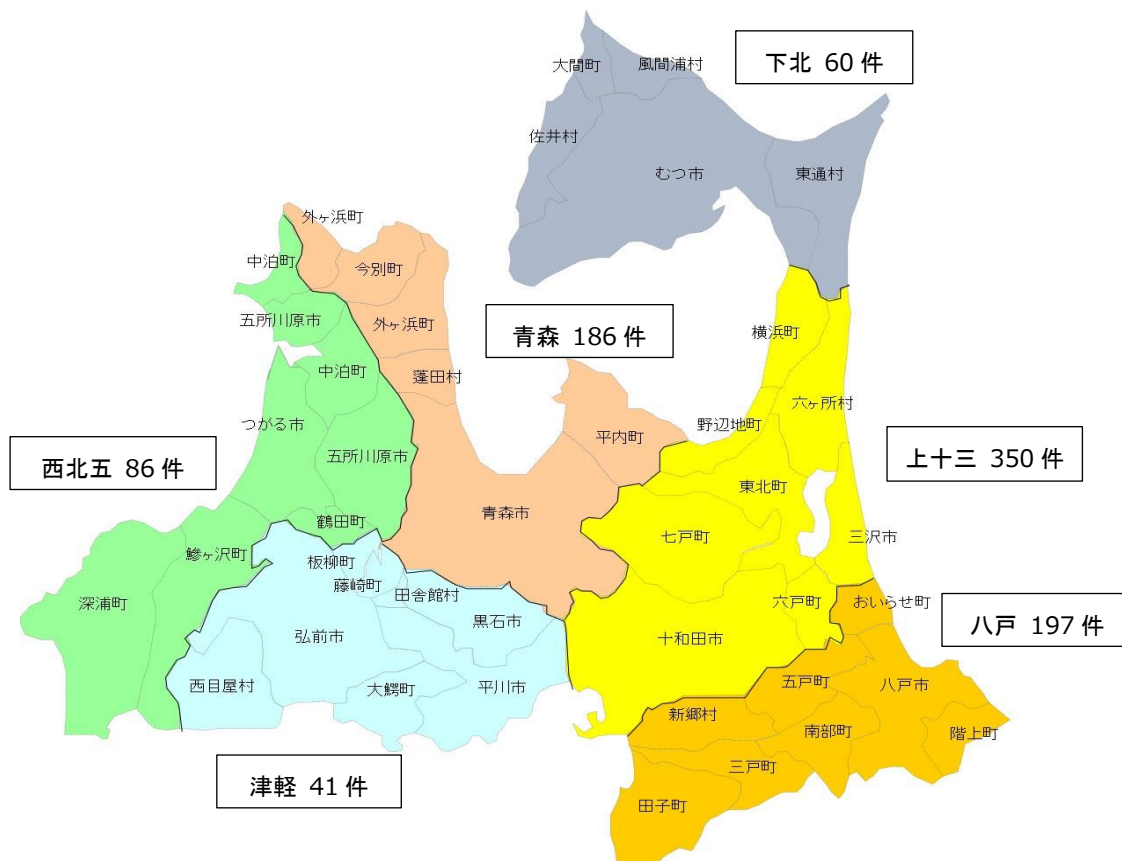 大間町
風間浦村
下北 60 件
佐井村
むつ市
東通村
外ヶ浜町
中泊町
今別町
五所川原市
外ヶ浜町
青森 186 件
横浜町
中泊町
蓬田村
六ヶ所村
つがる市
野辺地町
平内町
西北五 86 件
五所川原市
上十三 350 件
東北町
青森市
鶴田町
七戸町
三沢市
鰺ヶ沢町
板柳町
藤崎町
田舎館村
深浦町
六戸町
おいらせ町
黒石市
八戸 197 件
弘前市
十和田市
西目屋村
大鰐町
平川市
五戸町
八戸市
新郷村
南部町
階上町
三戸町
津軽 41 件
田子町